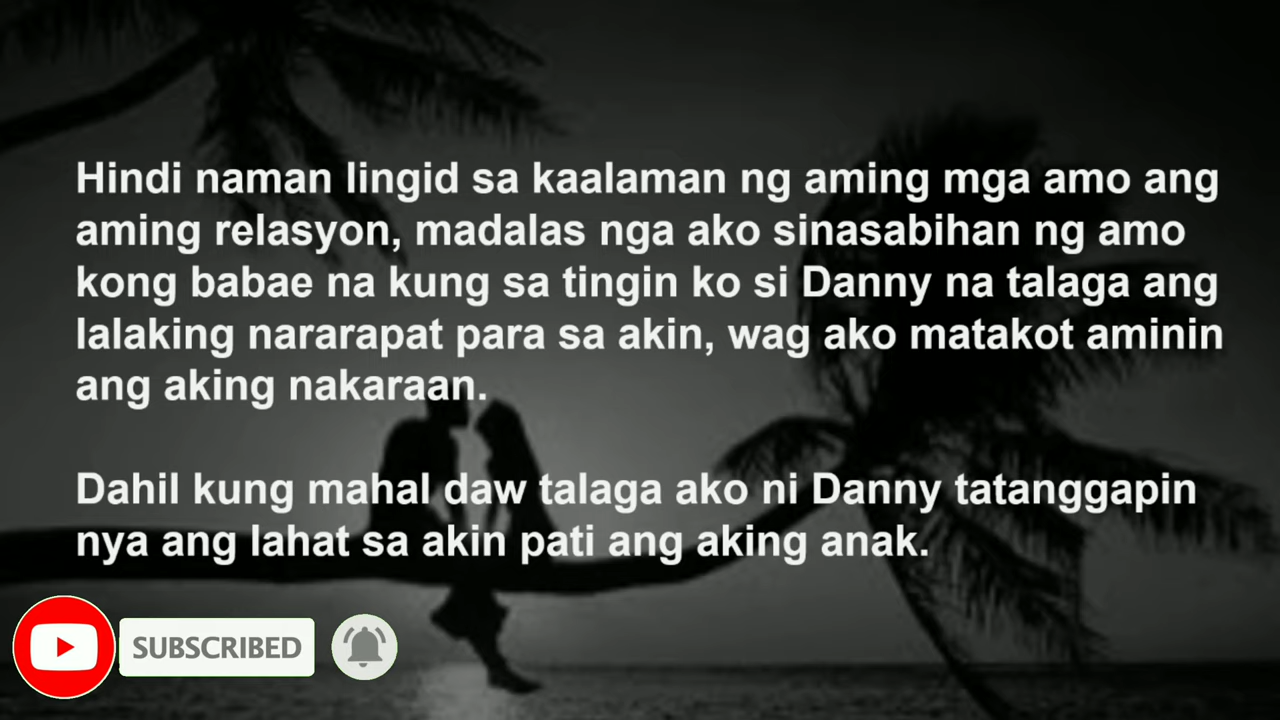 Hindi naman lingid sa kaalaman ng aming mga amo ang
aming relasyon, madalas nga ako sinasabihan ng amo
kong babae na kung sa tingin ko si Danny na talaga ang
lalaking nararapat para sa akin, wag ako matakot aminin
ang aking nakaraan.
Dahil kung mahal daw talaga ako ni Danny tatanggapin
nya ang lahat sa akin pati ang aking anak.
SUBSCRIBED